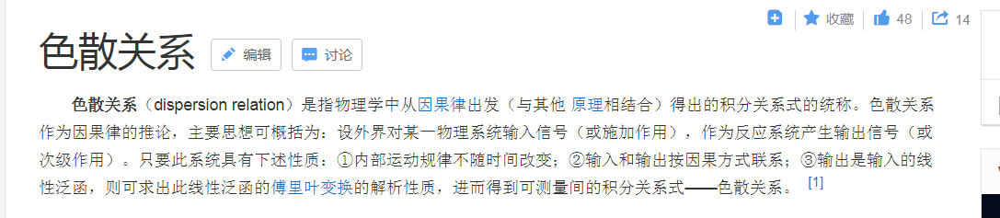 收藏 48 14
色散关系 编辑 讨论
色散关系（dispersion relation）是指物理学中从因果律出发（与其他 原理相结合）得出的积分关系式的统称。色散关系
作为因果律的推论，主要思想可概括为：设外界对某一物理系统输入信号（或施加作用），作为反应系统产生输出信号（或
次级作用）。只要此系统具有下述性质：①内部运动规律不随时间改变；②输入和输出按因果方式联系；③输出是输入的线
性泛函，则可求出此线性泛函的傅里叶变换的解析性质，进而得到可测量间的积分关系式——色散关系。 [1]